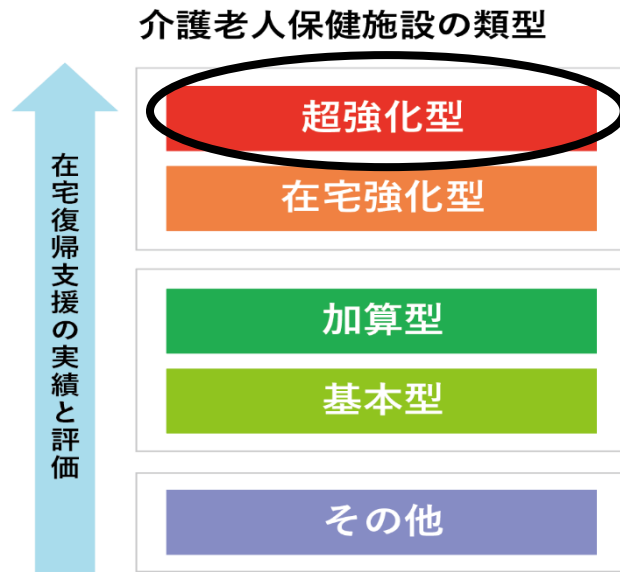 介護老人保健施設の類型
在宅復帰支援の実績と評価
超強化型
在宅強化型
加算型
基本型
その他